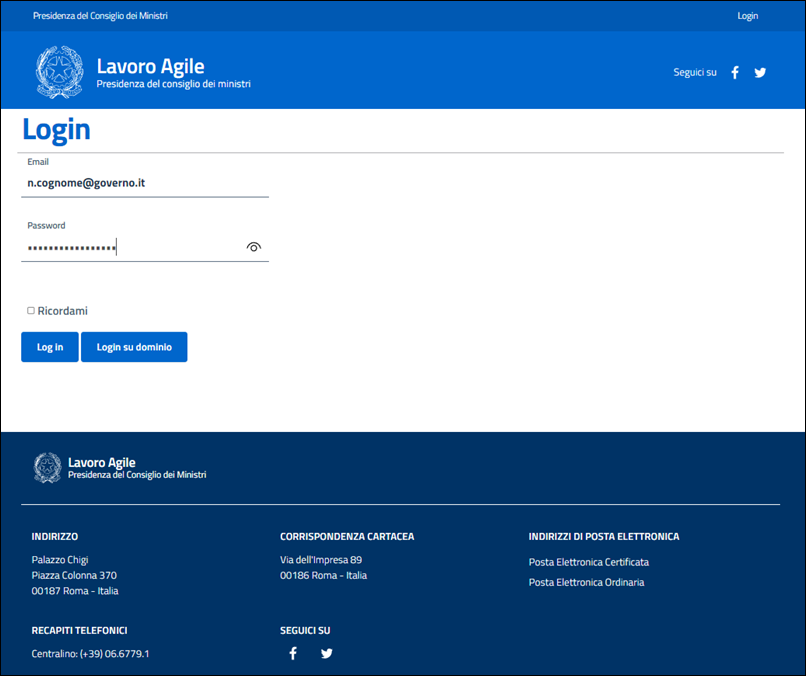 Presidenza del Consiglio dei Ministri
Login
Lavoro Agile
Presidenza del consiglio dei ministri
Seguici su
Login
Email
n.cognome@governo.it
Password
Ricordami
Log in
Login su dominio
Lavoro Agile
Presidenza del Consiglio dei Ministri
INDIRIZZO
Palazzo Chigi
Piazza Colonna 370
00187 Roma - Italia
CORRISPONDENZA CARTACEA
Via dell'Impresa 89
00186 Roma - Italia
INDIRIZZI DI POSTA ELETTRONICA
Posta Elettronica Certificata
Posta Elettronica Ordinaria
RECAPITI TELEFONICI
Centralino: (+39) 06.6779.1
SEGUICI SU